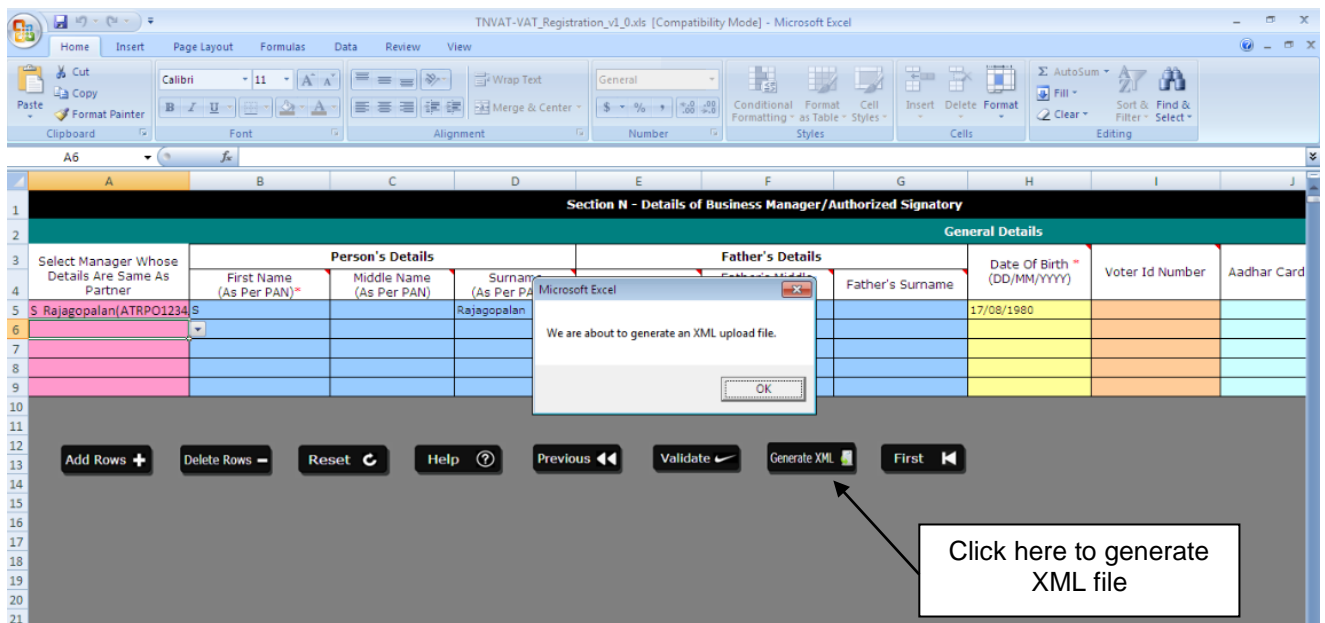 TNVAT-VAT_Registration_v1_0.xls [Compatibility Mode] - Microsoft Excel
Home Insert Page Layout Formulas Data Review View
Paste
Cut
Copy
Format Painter
Clipboard
Calibri 11 A A
B I U A
Font
Wrap Text
Merge & Center
Alignment
General
$ % , .0 .00 .00 .0
Number
Conditional Formatting
Format as Table
Cell Styles
Styles
Insert Delete Format
Cells
Σ AutoSum
Fill
Clear
Sort & Filter
Find & Select
Editing
A6 fx
A B C D E F G H I J
1 Section N - Details of Business Manager/Authorized Signatory
2 General Details
3 Select Manager Whose
Details Are Same As
Partner
Person's Details Father's Details
Date Of Birth *
(DD/MM/YYYY)
Voter Id Number Aadhar Card
4 First Name
(As Per PAN)*
Middle Name
(As Per PAN)
Surname
(As Per PA
Father's Middle
Father's Surname
5 S Rajagopalan(ATRPO1234 S Rajagopalan 17/08/1980
6
7
8
9
10
11
12
13
14
15
16
17
18
19
20
21
Microsoft Excel
We are about to generate an XML upload file.
OK
Add Rows Delete Rows Reset Help ? Previous Validate Generate XML First
Click here to generate
XML file